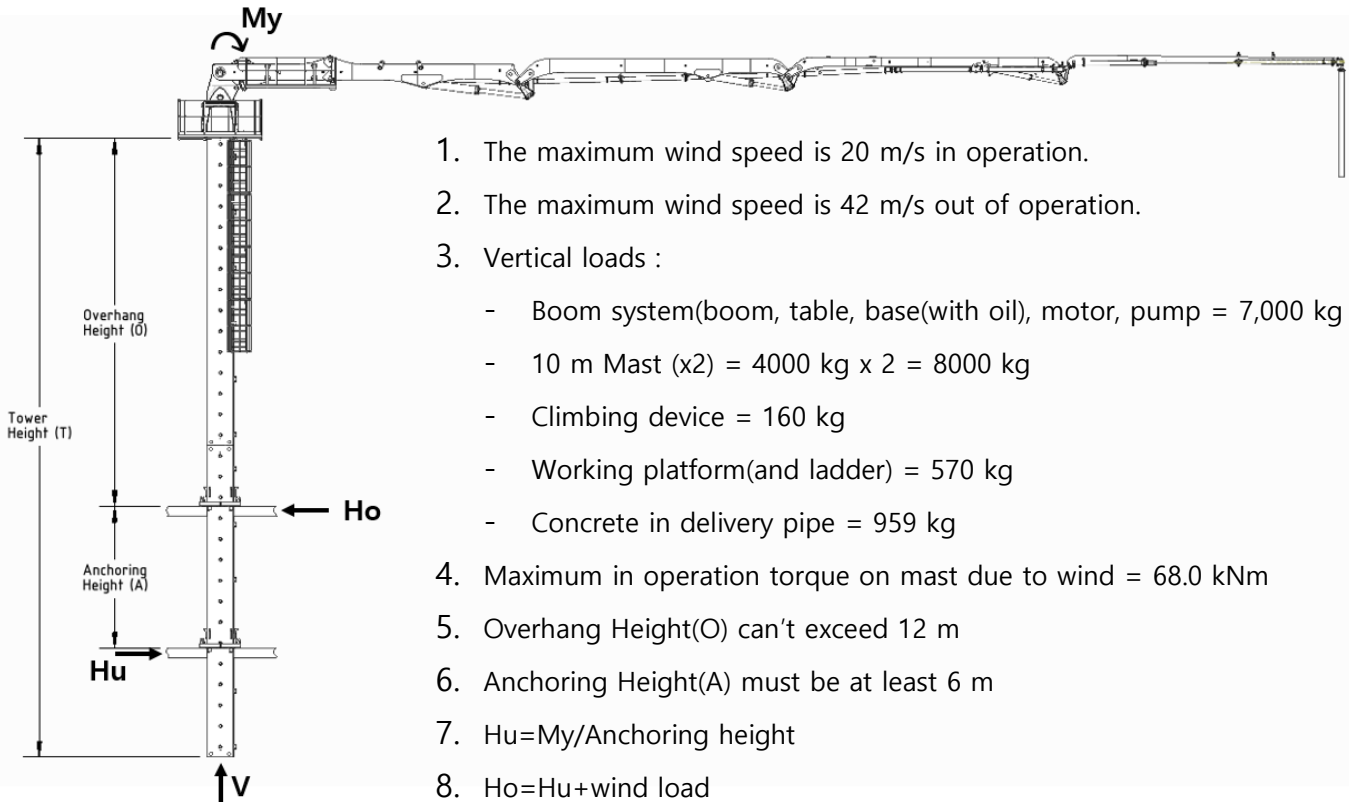 My
1. The maximum wind speed is 20 m/s in operation.
2. The maximum wind speed is 42 m/s out of operation.
3. Vertical loads :
- Boom system(boom, table, base(with oil), motor, pump = 7,000 kg
- 10 m Mast (x2) = 4000 kg x 2 = 8000 kg
- Climbing device = 160 kg
- Working platform(and ladder) = 570 kg
- Concrete in delivery pipe = 959 kg
4. Maximum in operation torque on mast due to wind = 68.0 kNm
5. Overhang Height(O) can't exceed 12 m
6. Anchoring Height(A) must be at least 6 m
7. Hu=My/Anchoring height
8. Ho=Hu+wind load
Overhang
Height (O)
Tower
Height (T)
Ho
Anchoring
Height (A)
Hu
V